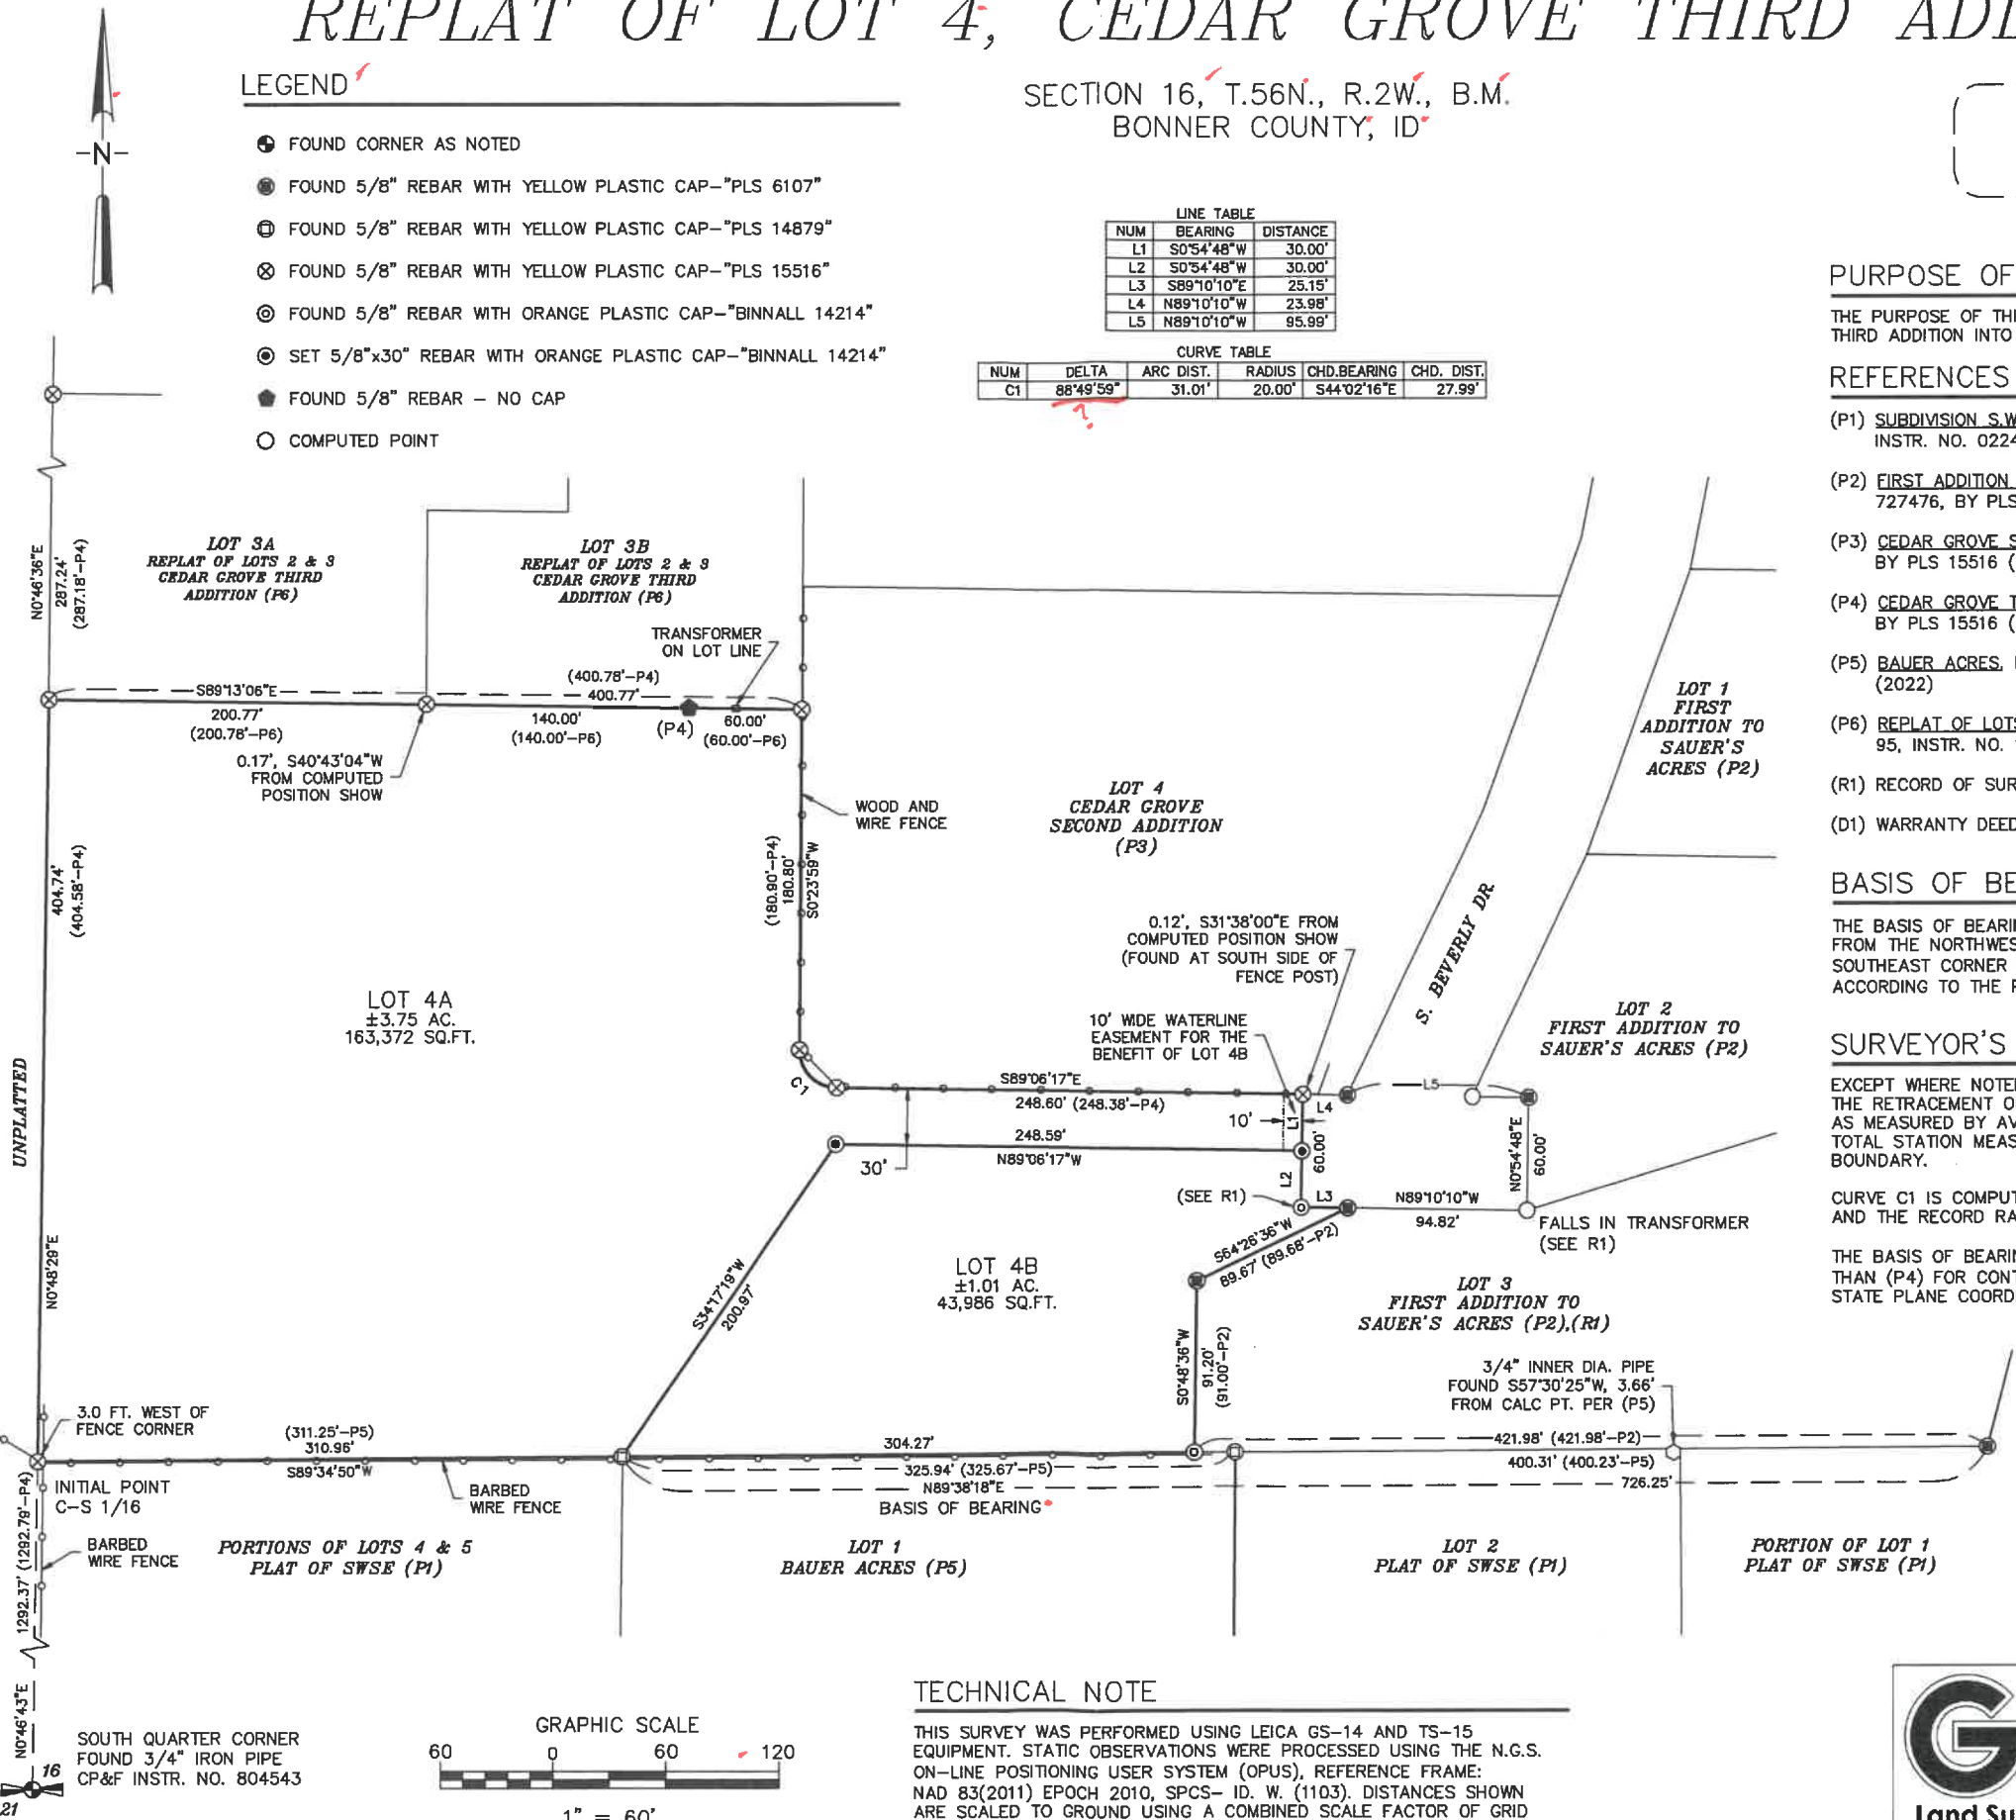 REPLAT OF LOT 4, CEDAR GROVE THIRD
LEGEND
FOUND CORNER AS NOTED
FOUND 5/8" REBAR WITH YELLOW PLASTIC CAP-"PLS 6107"
FOUND 5/8" REBAR WITH YELLOW PLASTIC CAP-"PLS 14879"
FOUND 5/8" REBAR WITH YELLOW PLASTIC CAP-"PLS 15516"
FOUND 5/8" REBAR WITH ORANGE PLASTIC CAP-"BINNALL 14214"
SET 5/8"x30" REBAR WITH ORANGE PLASTIC CAP-"BINNALL 14214"
FOUND 5/8" REBAR - NO CAP
COMPUTED POINT
-N-
SECTION 16, T.56N., R.2W., B.M.
BONNER COUNTY, ID
LINE TABLE
NUM BEARING DISTANCE
L1 S0°54'48"W 30.00'
L2 S0°54'48"W 30.00'
L3 S89°10'10"E 25.15'
L4 N89°10'10"W 23.98'
L5 N89°10'10"W 95.99'
CURVE TABLE
NUM DELTA ARC DIST. RADIUS CHD.BEARING CHD. DIST.
C1 88°49'59" 31.01' 20.00' S44°02'16"E 27.99'
?
PURPOSE OF
THE PURPOSE OF
THIRD ADDITION INTO
REFERENCES
(P1) SUBDIVISION
INSTR. NO. 0224
(P2) FIRST ADDITION
727476, BY PLS
(P3) CEDAR GROVE
BY PLS 15516 (
(P4) CEDAR GROVE
BY PLS 15516 (
(P5) BAUER ACRES,
(2022)
(P6) REPLAT OF LOTS
95, INSTR. NO.
(R1) RECORD OF
(D1) WARRANTY DEED
BASIS OF
THE BASIS OF
FROM THE
SOUTHEAST CORNER
ACCORDING TO THE
SURVEYOR'S
EXCEPT WHERE
THE RETRACEMENT
AS MEASURED BY
TOTAL STATION
BOUNDARY.
CURVE C1 IS
AND THE RECORD
THE BASIS OF
THAN (P4) FOR
STATE PLANE
N0°46'36"E
287.24'
(287.18'-P4)
LOT 3A
REPLAT OF LOTS 2 & 3
CEDAR GROVE THIRD
ADDITION (P6)
LOT 3B
REPLAT OF LOTS 2 & 3
CEDAR GROVE THIRD
ADDITION (P6)
TRANSFORMER
ON LOT LINE
(400.78'-P4)
S89°13'06"E
400.77'
200.77'
(200.78'-P6)
140.00'
(140.00'-P6)
(P4)
60.00'
(60.00'-P6)
0.17', S40°43'04"W
FROM COMPUTED
POSITION SHOW
WOOD AND
WIRE FENCE
LOT 4
CEDAR GROVE
SECOND ADDITION
(P3)
LOT 1
FIRST
ADDITION TO
SAUER'S
ACRES (P2)
404.74'
(404.58'-P4)
(180.90'-P4)
180.80'
S0°23'59"W
S. BEVERLY DR.
0.12', S31°38'00"E FROM
COMPUTED POSITION SHOW
(FOUND AT SOUTH SIDE OF
FENCE POST)
LOT 4A
±3.75 AC.
163,372 SQ.FT.
LOT 2
FIRST ADDITION TO
SAUER'S ACRES (P2)
10' WIDE WATERLINE
EASEMENT FOR THE
BENEFIT OF LOT 4B
C1
S89°06'17"E
248.60' (248.38'-P4)
L4
L5
10'
L1
248.59'
N89°06'17"W
30'
60.00'
L2
N0°54'48"E
60.00'
UNPLATTED
(SEE R1)
L3
N89°10'10"W
94.82'
FALLS IN TRANSFORMER
(SEE R1)
N0°48'29"E
S64°26'36"W
89.67' (89.68'-P2)
S34°17'19"W
200.97'
LOT 4B
±1.01 AC.
43,986 SQ.FT.
LOT 3
FIRST ADDITION TO
SAUER'S ACRES (P2),(R1)
S0°48'36"W
91.20'
(91.00'-P2)
3/4" INNER DIA. PIPE
FOUND S57°30'25"W, 3.66'
FROM CALC PT. PER (P5)
3.0 FT. WEST OF
FENCE CORNER
(311.25'-P5)
310.96'
S89°34'50"W
304.27'
421.98' (421.98'-P2)
325.94' (325.67'-P5)
400.31' (400.23'-P5)
N89°38'18"E
726.25'
BASIS OF BEARING
INITIAL POINT
C-S 1/16
BARBED
WIRE FENCE
1292.37' (1292.79'-P4)
BARBED
WIRE FENCE
PORTIONS OF LOTS 4 & 5
PLAT OF SWSE (P1)
LOT 1
BAUER ACRES (P5)
LOT 2
PLAT OF SWSE (P1)
PORTION OF LOT 1
PLAT OF SWSE (P1)
N0°46'43"E
16
21
SOUTH QUARTER CORNER
FOUND 3/4" IRON PIPE
CP&F INSTR. NO. 804543
GRAPHIC SCALE
60 0 60 120
1" = 60'
TECHNICAL NOTE
THIS SURVEY WAS PERFORMED USING LEICA GS-14 AND TS-15
EQUIPMENT. STATIC OBSERVATIONS WERE PROCESSED USING THE N.G.S.
ON-LINE POSITIONING USER SYSTEM (OPUS), REFERENCE FRAME:
NAD 83(2011) EPOCH 2010, SPCS- ID. W. (1103). DISTANCES SHOWN
ARE SCALED TO GROUND USING A COMBINED SCALE FACTOR OF GRID
G
Land